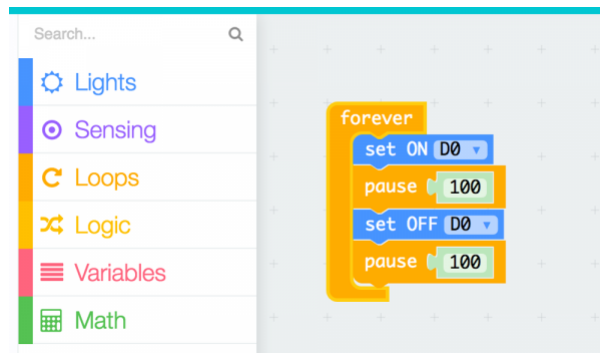 Search...
Lights
Sensing
Loops
Logic
Variables
Math
forever
set ON D0
pause 100
set OFF D0
pause 100